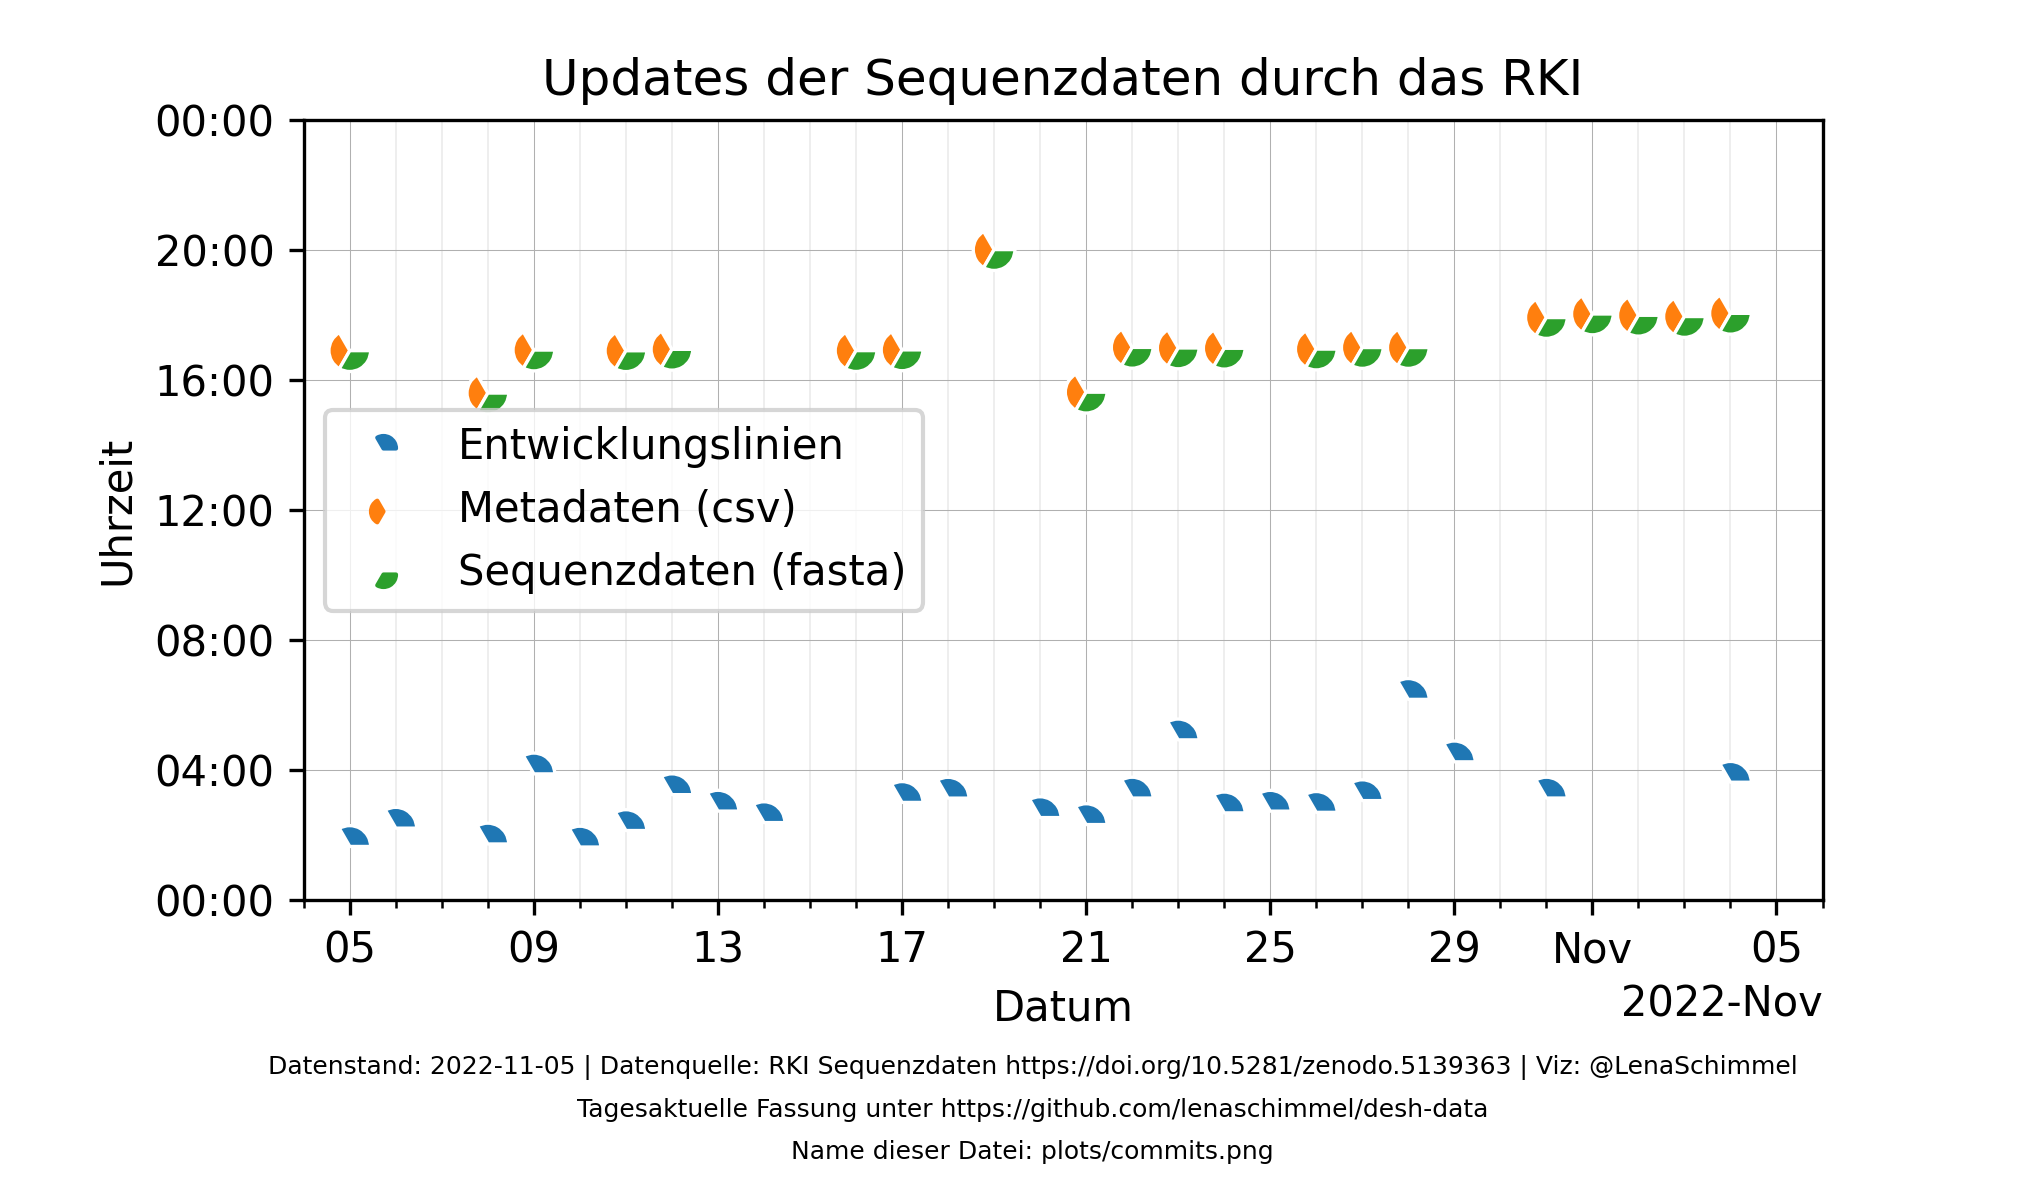 Updates der Sequenzdaten durch das RKI
00:00
20:00
16:00
12:00
08:00
04:00
00:00
Uhrzeit
Entwicklungslinien
Metadaten (csv)
Sequenzdaten (fasta)
05 09 13 17 21 25 29 Nov 05
Datum
2022-Nov
Datenstand: 2022-11-05 | Datenquelle: RKI Sequenzdaten https://doi.org/10.5281/zenodo.5139363 | Viz: @LenaSchimmel
Tagesaktuelle Fassung unter https://github.com/lenaschimmel/desh-data
Name dieser Datei: plots/commits.png